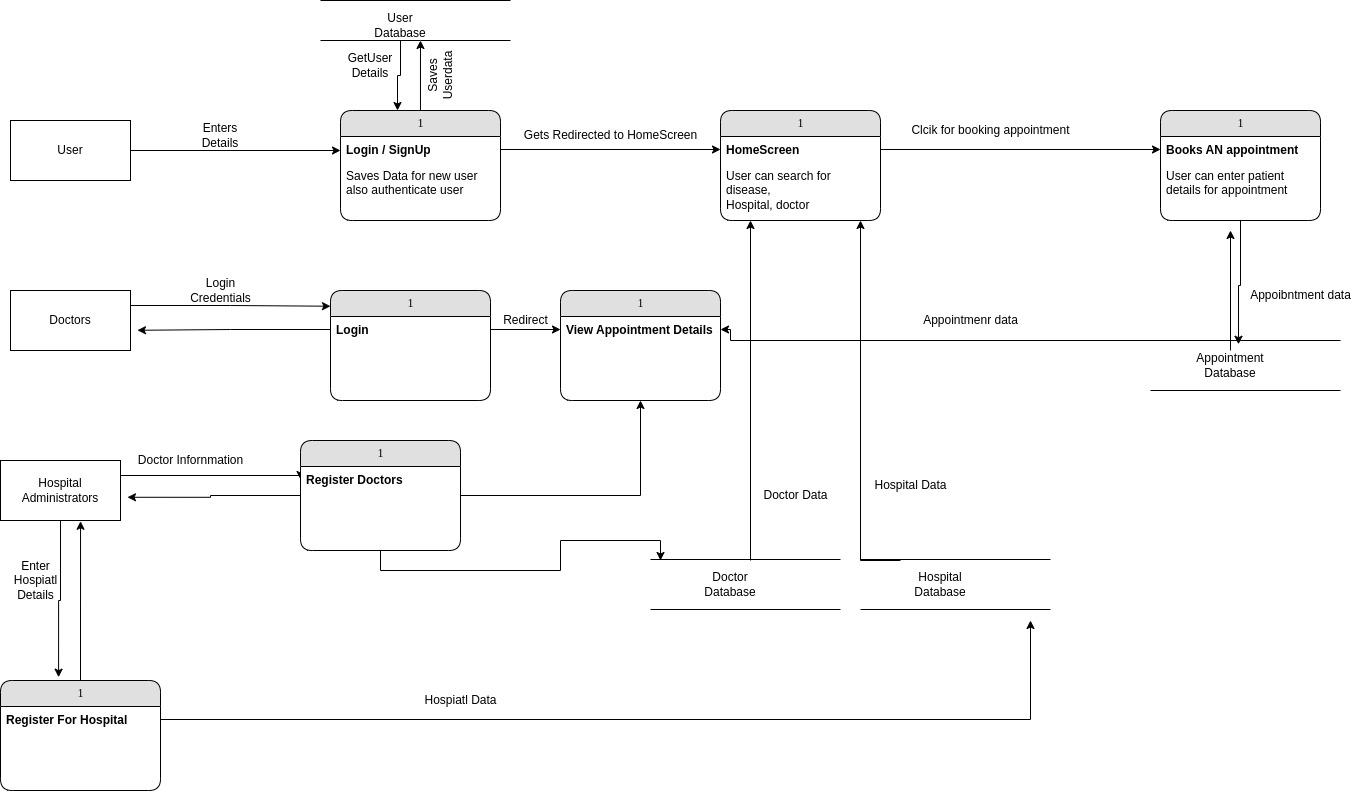 User
Database
GetUser
Details
Saves
Userdata
User
Enters
Details
1
Login / SignUp
Saves Data for new user
also authenticate user
Gets Redirected to HomeScreen
1
HomeScreen
User can search for
disease,
Hospital, doctor
Clcik for booking appointment
1
Books AN appointment
User can enter patient
details for appointment
Doctors
Login
Credentials
1
Login
Redirect
1
View Appointment Details
Appointmenr data
Appoibntment data
Appointment
Database
Hospital
Administrators
Doctor Infornmation
1
Register Doctors
Doctor Data
Hospital Data
Enter
Hospiatl
Details
Doctor
Database
Hospital
Database
1
Register For Hospital
Hospiatl Data